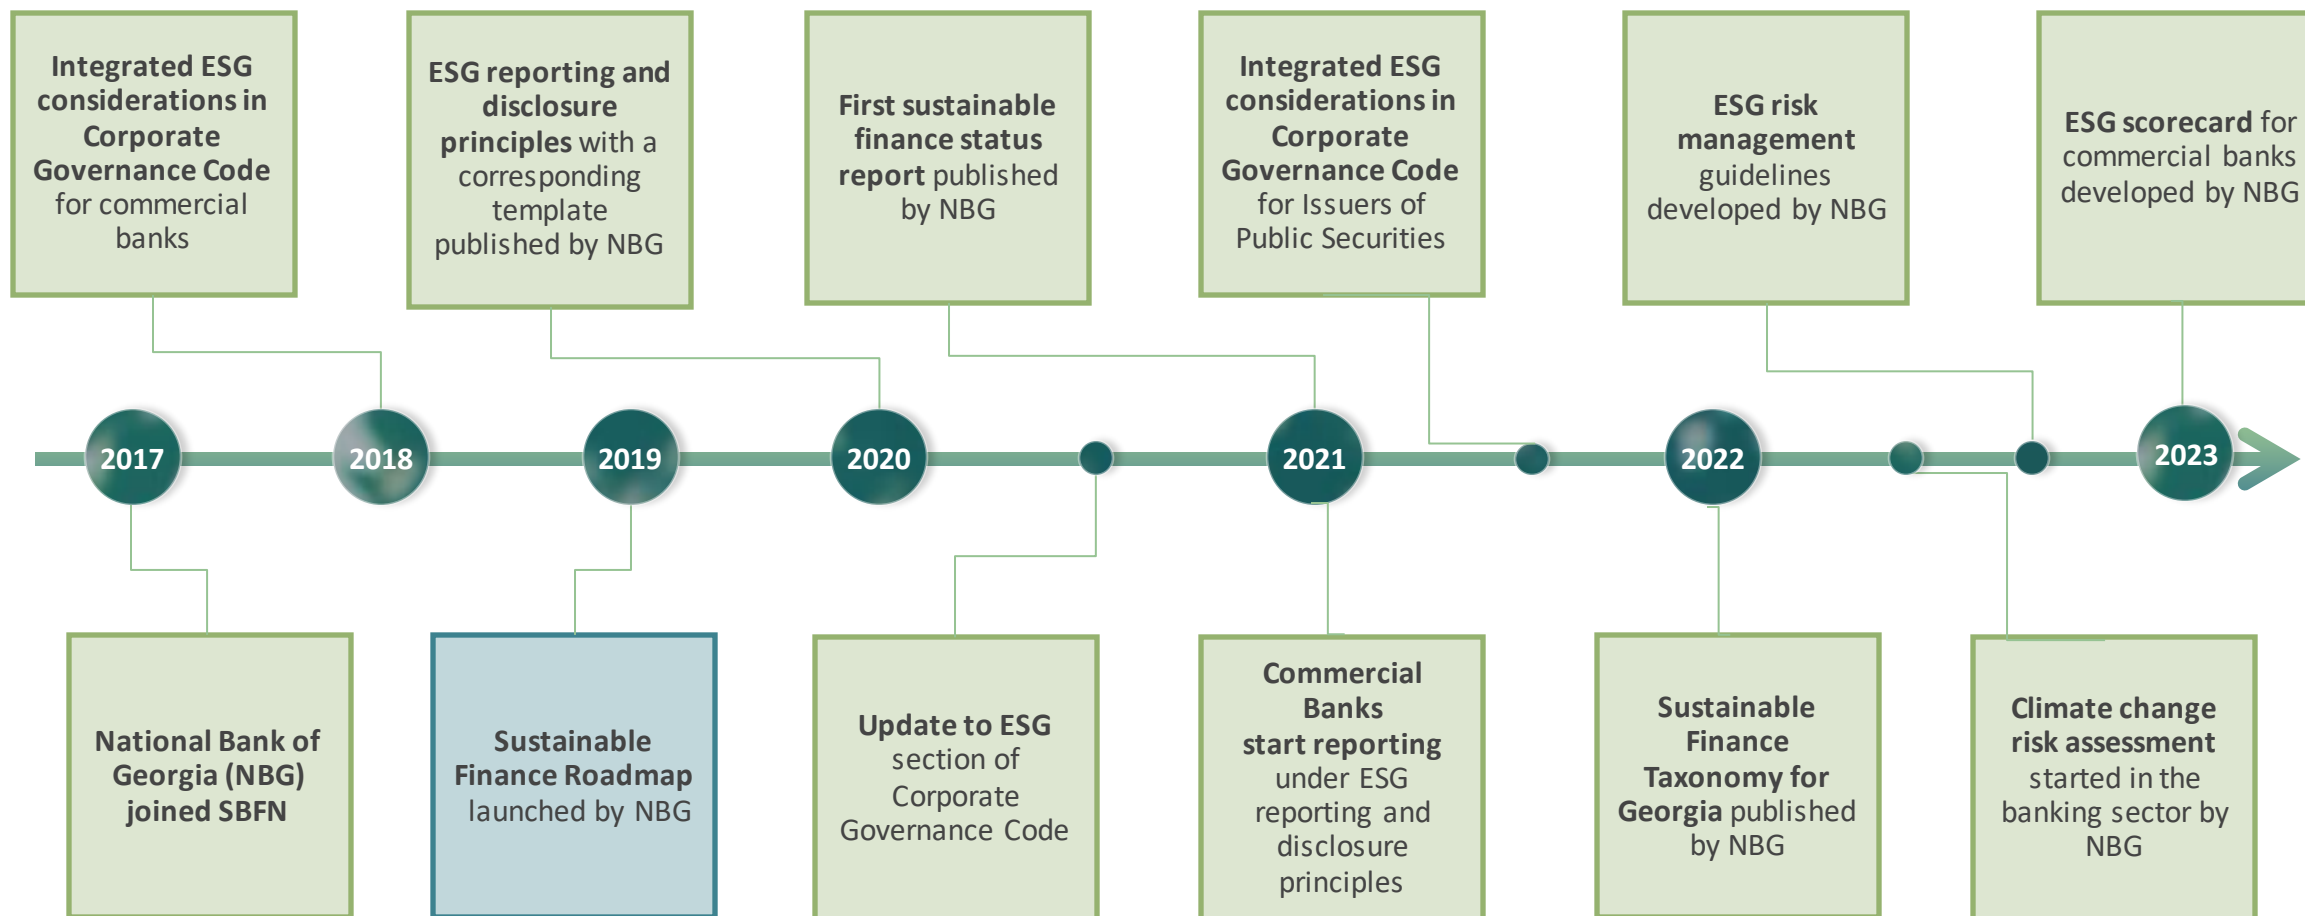 Integrated ESG
considerations in
Corporate
Governance Code
for commercial
banks
ESG reporting and
disclosure
principles with a
corresponding
template
published by NBG
First sustainable
finance status
report published
by NBG
Integrated ESG
considerations in
Corporate
Governance Code
for Issuers of
Public Securities
ESG risk
management
guidelines
developed by NBG
ESG scorecard for
commercial banks
developed by NBG
2017
2018
2019
2020
2021
2022
2023
National Bank of
Georgia (NBG)
joined SBFN
Sustainable
Finance Roadmap
launched by NBG
Update to ESG
section of
Corporate
Governance Code
Commercial
Banks
start reporting
under ESG
reporting and
disclosure
principles
Sustainable
Finance
Taxonomy for
Georgia published
by NBG
Climate change
risk assessment
started in the
banking sector by
NBG